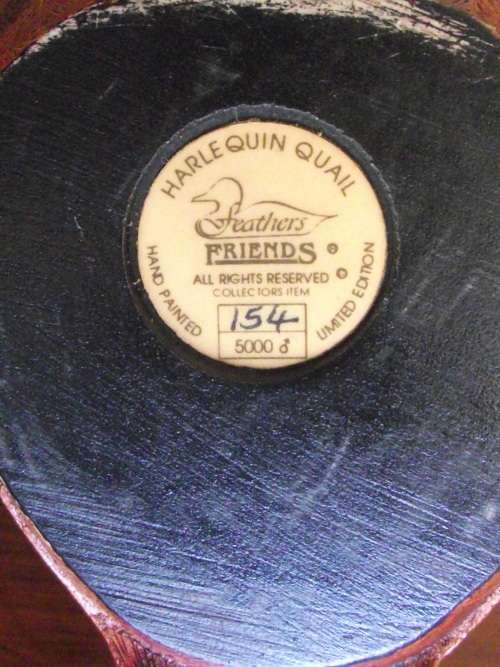 HARLEQUIN QUAIL
Feathers
FRIENDS ®
ALL RIGHTS RESERVED ©
COLLECTORS ITEM
HAND PAINTED
LIMITED EDITION
154
5000 ♂